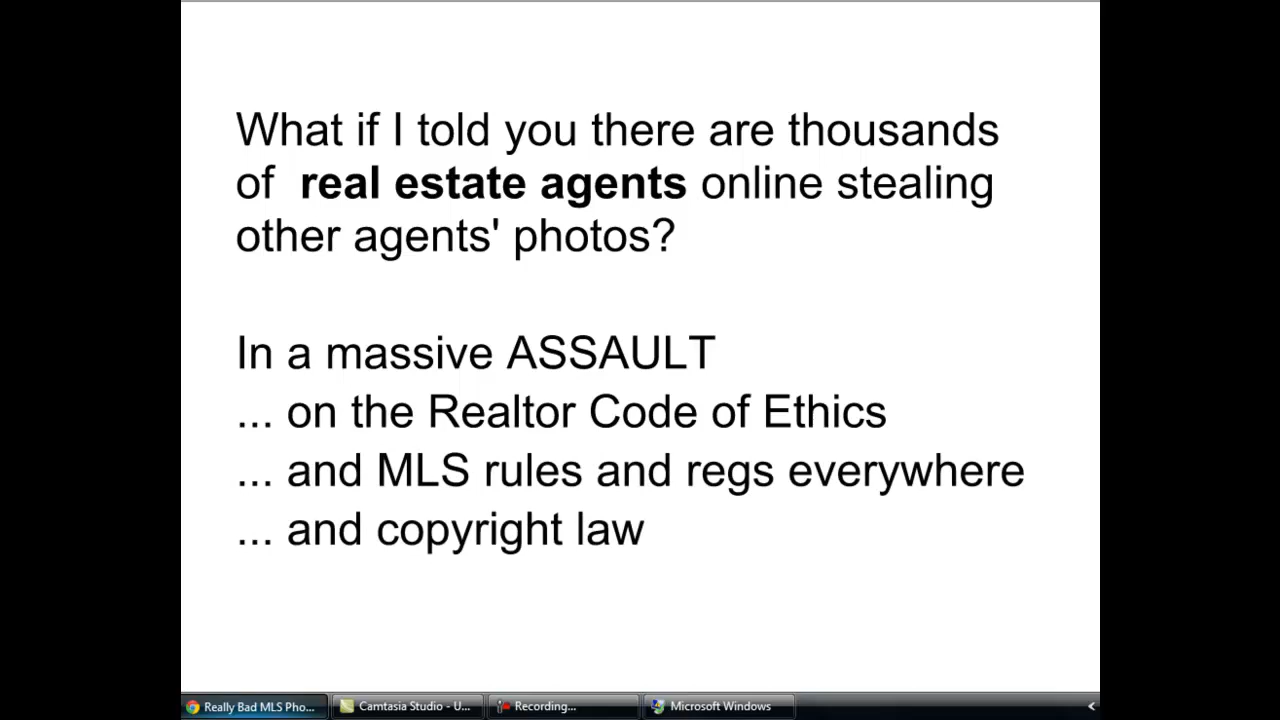 What if I told you there are thousands
of real estate agents online stealing
other agents' photos?
In a massive ASSAULT
... on the Realtor Code of Ethics
... and MLS rules and regs everywhere
... and copyright law
Really Bad MLS Pho...
Camtasia Studio - U...
Recording...
Microsoft Windows